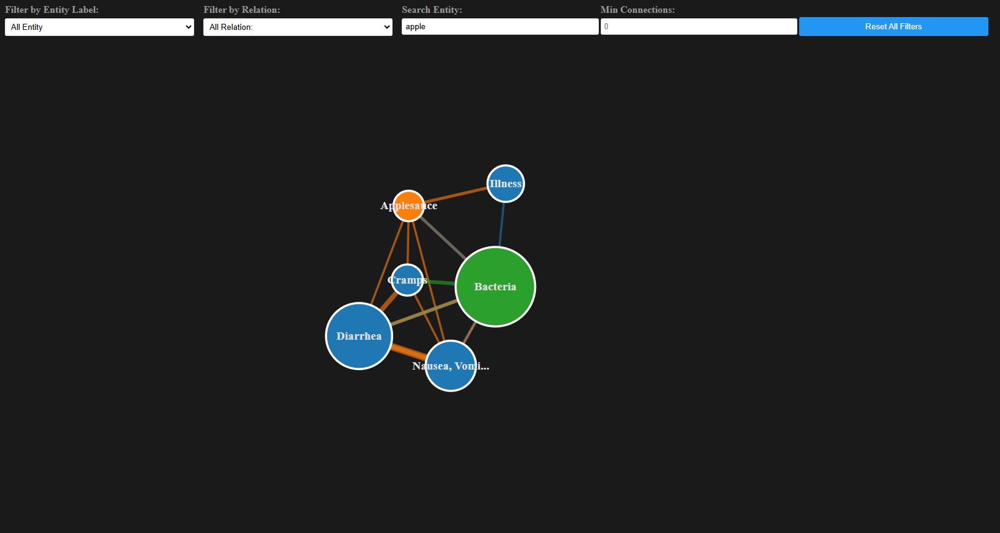 Filter by Entity Label:
Filter by Relation:
Search Entity:
Min Connections:
All Entity
All Relation:
apple
0
Reset All Filters
Illness
Applesauce
Cramps
Bacteria
Diarrhea
Nausea, Vomi...